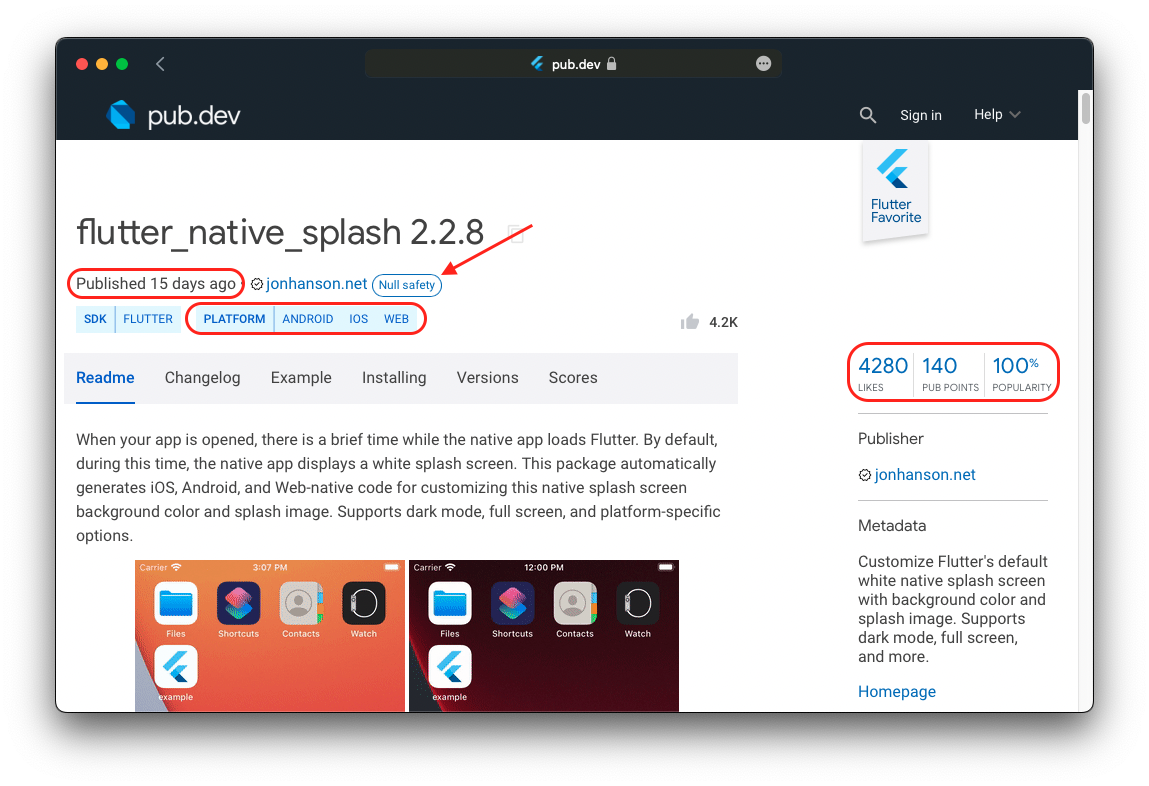 pub.dev
pub.dev
Sign in
Help
Flutter
Favorite
flutter_native_splash 2.2.8
Published 15 days ago • jonhanson.net Null safety
SDK FLUTTER PLATFORM ANDROID IOS WEB
4.2K
4280 140 100%
LIKES PUB POINTS POPULARITY
Readme Changelog Example Installing Versions Scores
When your app is opened, there is a brief time while the native app loads Flutter. By default,
during this time, the native app displays a white splash screen. This package automatically
generates iOS, Android, and Web-native code for customizing this native splash screen
background color and splash image. Supports dark mode, full screen, and platform-specific
options.
Carrier 3:07 PM
Files Shortcuts Contacts Watch
example
Carrier 12:00 PM
Files Shortcuts Contacts Watch
example
Publisher
jonhanson.net
Metadata
Customize Flutter's default
white native splash screen
with background color and
splash image. Supports
dark mode, full screen,
and more.
Homepage